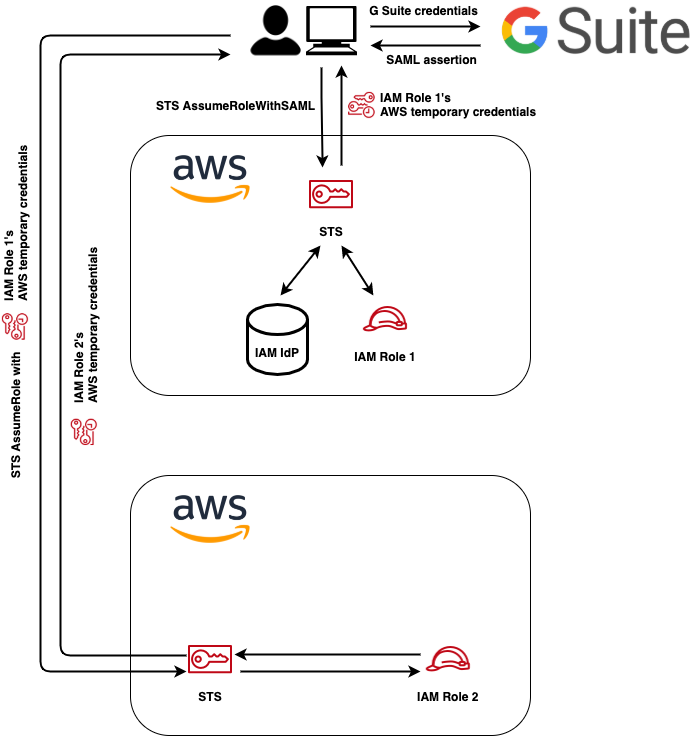 G Suite credentials
G Suite
SAML assertion
STS AssumeRoleWithSAML
IAM Role 1's
AWS temporary credentials
aws
STS
IAM IdP
IAM Role 1
IAM Role 1's
AWS temporary credentials
STS AssumeRole with
IAM Role 2's
AWS temporary credentials
aws
STS
IAM Role 2